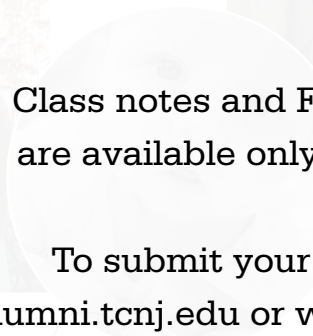 Class notes and
are available only
To submit your
umni.tcnj.edu or